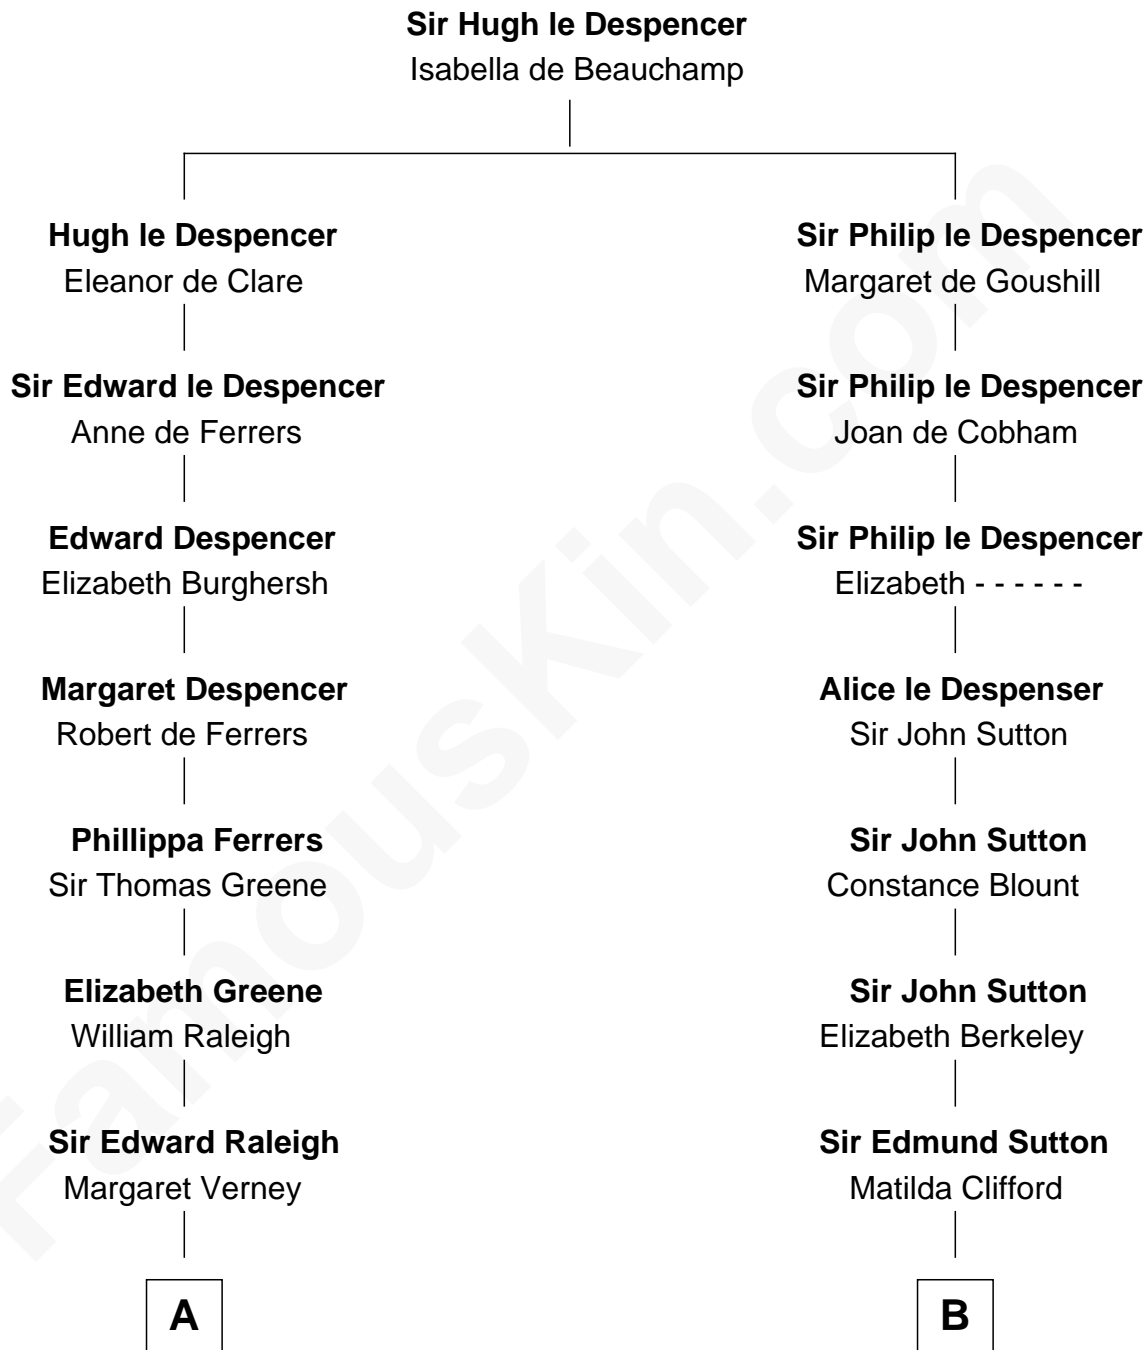 Sir Hugh le Despencer
Isabella de Beauchamp
Hugh le Despencer
Eleanor de Clare
Sir Philip le Despencer
Margaret de Goushill
Sir Edward le Despencer
Anne de Ferrers
Sir Philip le Despencer
Joan de Cobham
Edward Despencer
Elizabeth Burghersh
Sir Philip le Despencer
Elizabeth - - - - - -
Margaret Despencer
Robert de Ferrers
Alice le Despenser
Sir John Sutton
Phillippa Ferrers
Sir Thomas Greene
Sir John Sutton
Constance Blount
Elizabeth Greene
William Raleigh
Sir John Sutton
Elizabeth Berkeley
Sir Edward Raleigh
Margaret Verney
Sir Edmund Sutton
Matilda Clifford
A
B
FamousKin.com